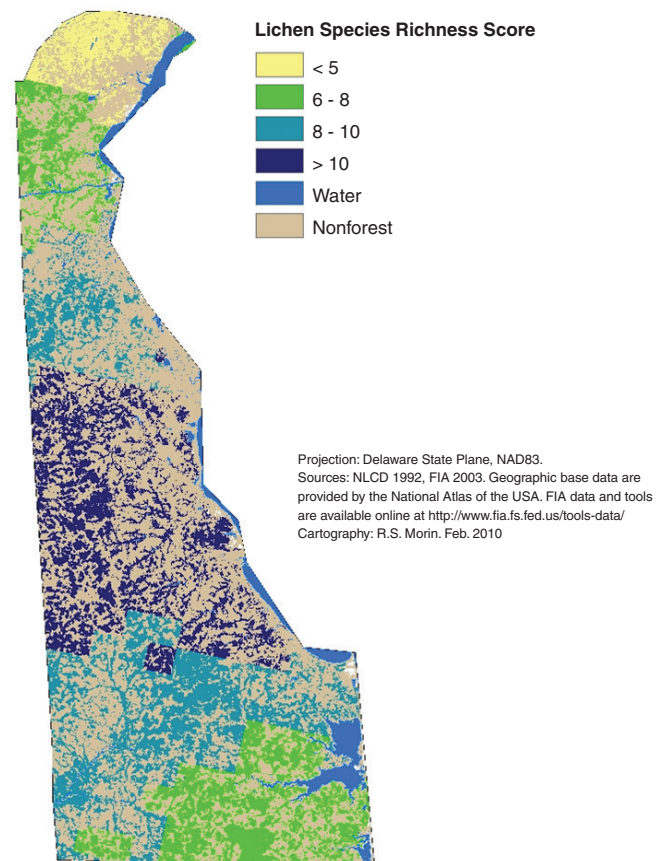 Lichen Species Richness Score
< 5
6 - 8
8 - 10
> 10
Water
Nonforest
Projection: Delaware State Plane, NAD83.
Sources: NLCD 1992, FIA 2003. Geographic base data are
provided by the National Atlas of the USA. FIA data and tools
are available online at http://www.fia.fs.fed.us/tools-data/
Cartography: R.S. Morin. Feb. 2010